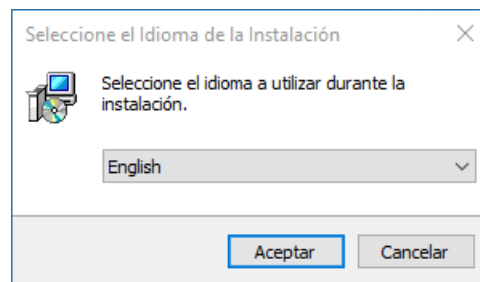 Seleccione el Idioma de la Instalación
Seleccione el idioma a utilizar durante la
instalación.
English
Aceptar
Cancelar